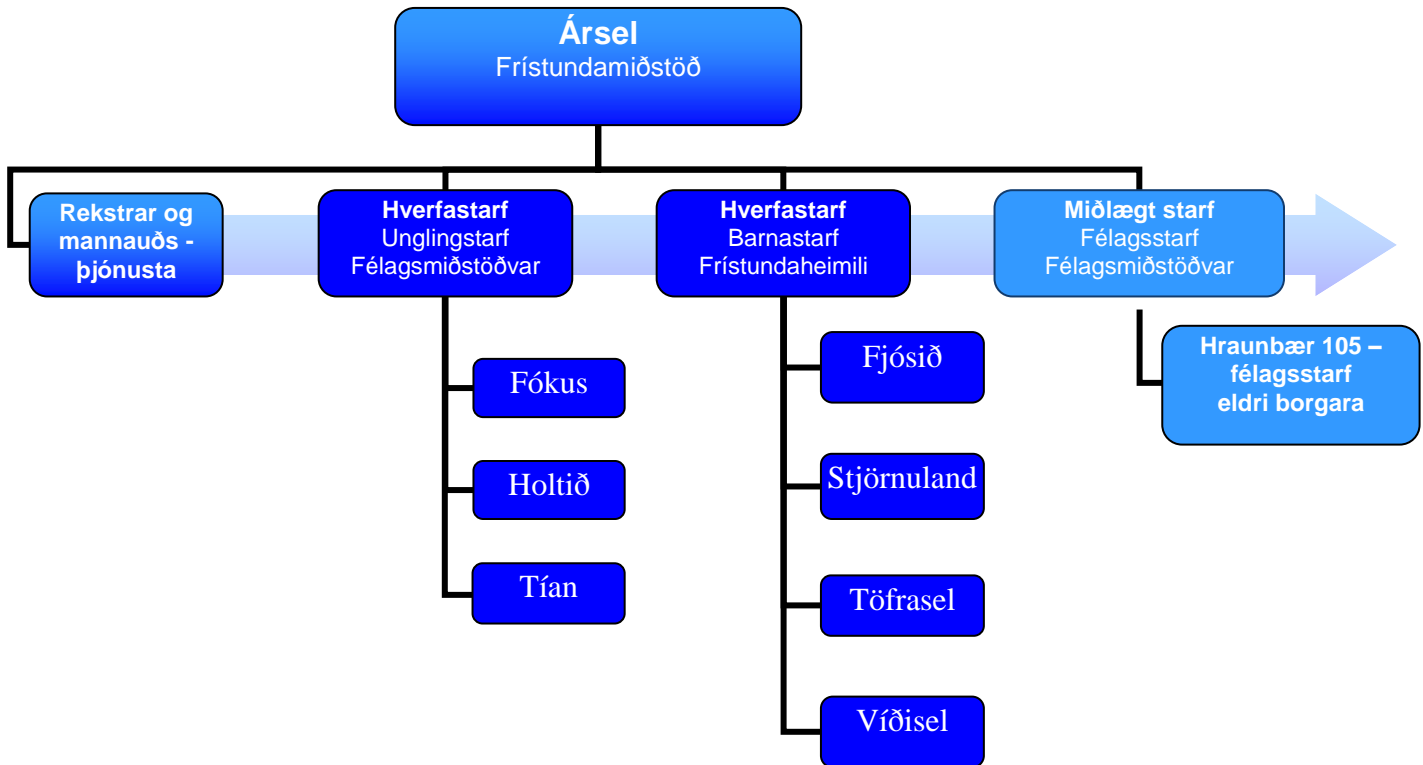 Ársel
Frístundamiðstöð
Rekstrar og
mannauðs -
þjónusta
Hverfastarf
Unglingstarf
Félagsmiðstöðvar
Hverfastarf
Barnastarf
Frístundaheimili
Miðlægt starf
Félagsstarf
Félagsmiðstöðvar
Fókus
Holtið
Tían
Fjósið
Stjörnuland
Töfrasel
Víðisel
Hraunbær 105 –
félagsstarf
eldri borgara